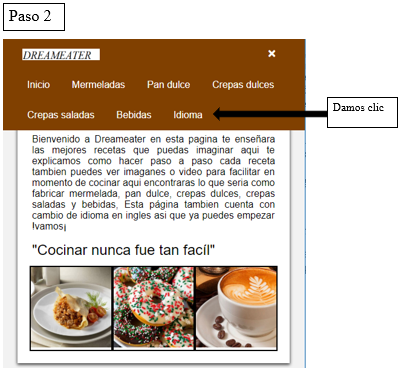 Paso 2
DREAMEATER ×
Inicio Mermeladas Pan dulce Crepas dulces
Crepas saladas Bebidas Idioma
Damos clic
Bienvenido a Dreameater en esta pagina te enseñara
las mejores recetas que puedas imaginar aqui te
explicamos como hacer paso a paso cada receta
tambien puedes ver imaganes o video para facilitar en
momento de cocinar aqui encontraras lo que seria como
fabricar mermelada, pan dulce, crepas dulces, crepas
saladas y bebidas, Esta página tambien cuenta con
cambio de idioma en ingles asi que ya puedes empezar
!vamos¡
"Cocinar nunca fue tan facíl"